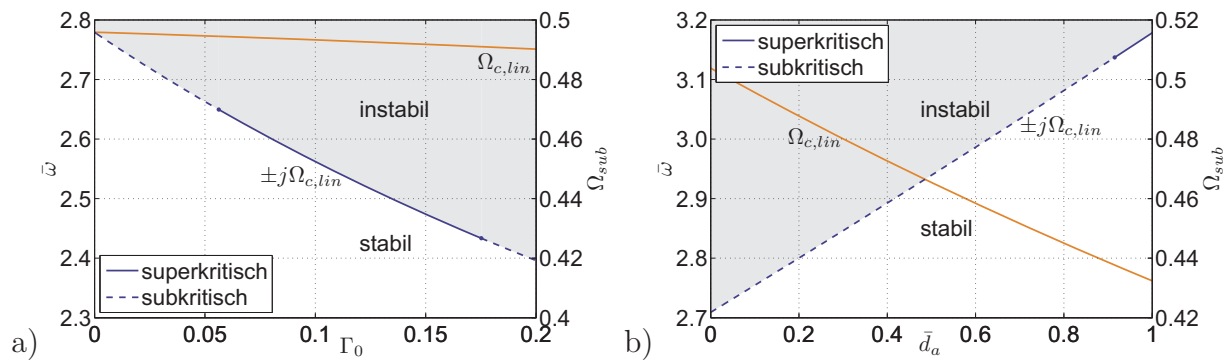 2.8
2.7
2.6
2.5
2.4
2.3
ω̄
0.5
0.48
0.46
0.44
0.42
0.4
Ω_{sub}
0
0.05
0.1
0.15
0.2
Γ_0
Ω_{c,lin}
instabil
±jΩ_{c,lin}
stabil
superkritisch
subkritisch
a)
3.2
3.1
3.0
2.9
2.8
2.7
ω̄
0.52
0.5
0.48
0.46
0.44
0.42
Ω_{sub}
0
0.2
0.4
0.6
0.8
1
d̄_a
superkritisch
subkritisch
instabil
Ω_{c,lin}
±jΩ_{c,lin}
stabil
b)